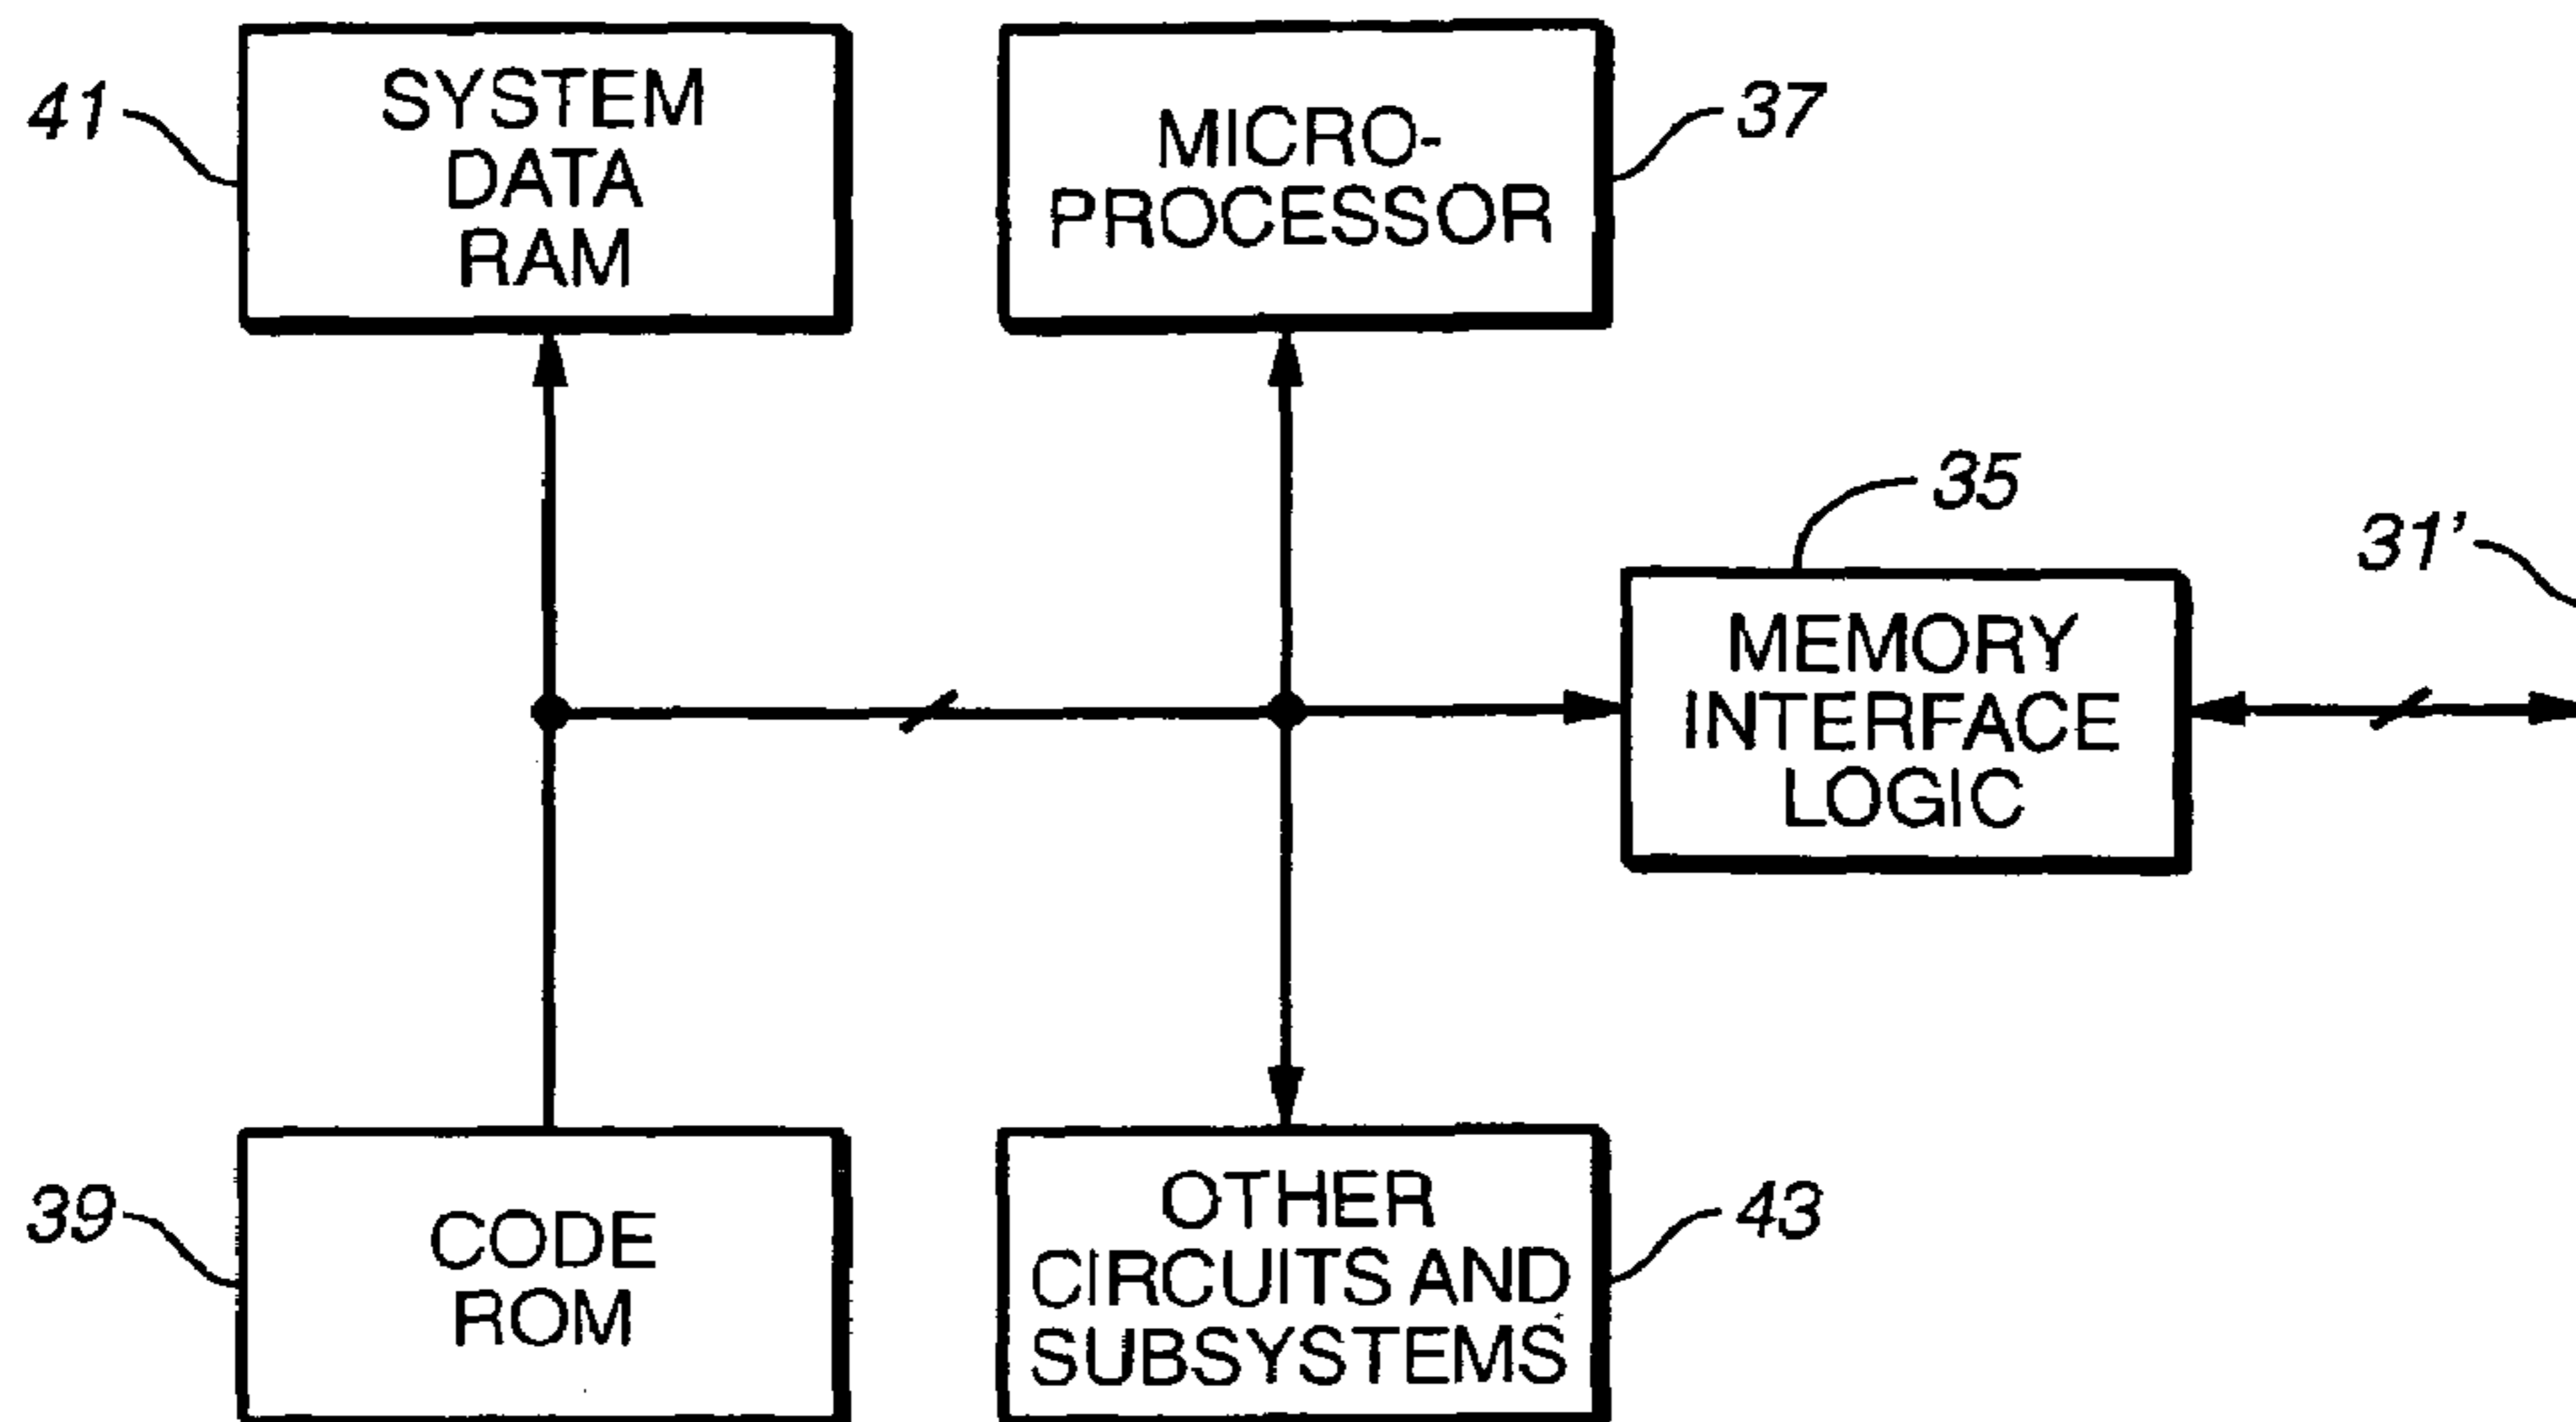 41
SYSTEM
DATA
RAM
MICRO-
PROCESSOR
37
35
31'
MEMORY
INTERFACE
LOGIC
39
CODE
ROM
OTHER
CIRCUITS AND
SUBSYSTEMS
43